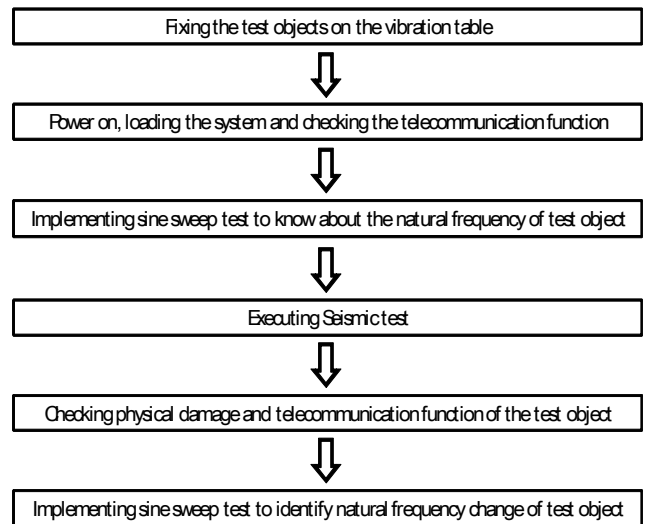 Fixing the test objects on the vibration table
Power on, loading the system and checking the telecommunication function
Implementing sine sweep test to know about the natural frequency of test object
Executing Seismic test
Checking physical damage and telecommunication function of the test object
Implementing sine sweep test to identify natural frequency change of test object